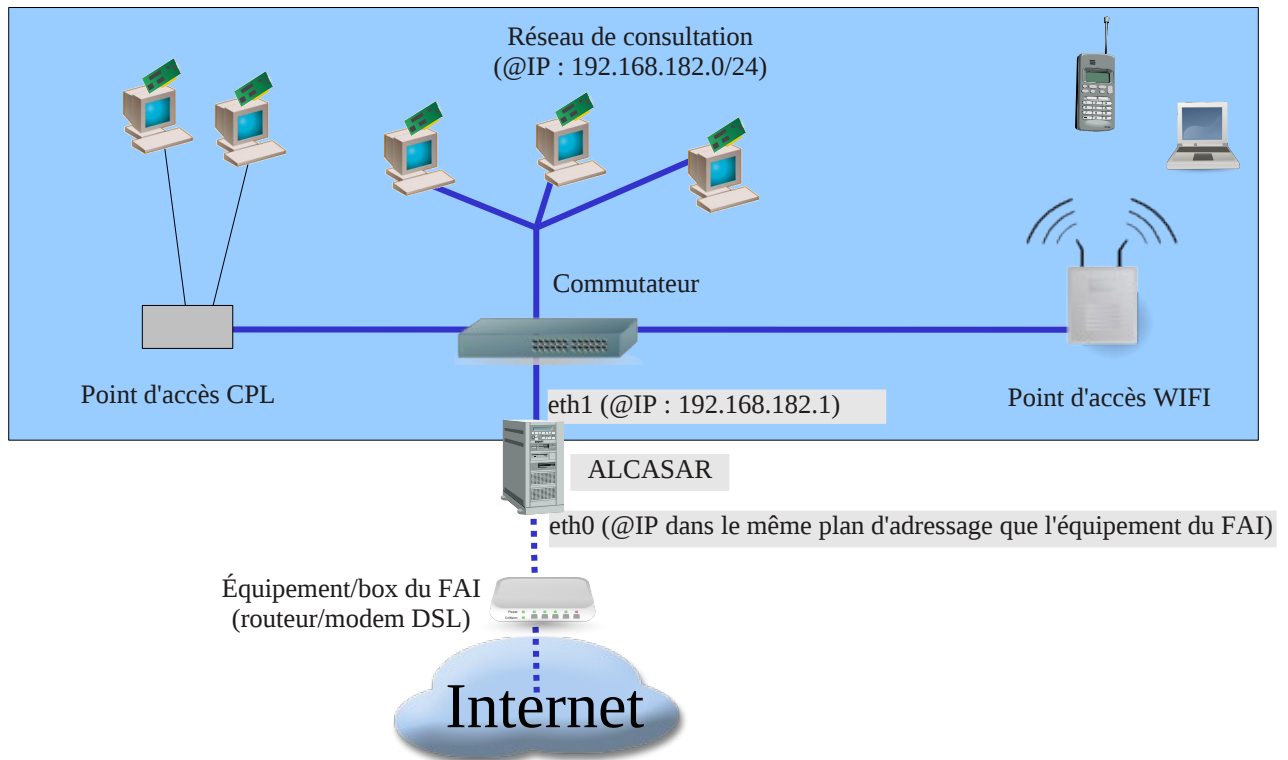 Réseau de consultation
(@IP : 192.168.182.0/24)
Commutateur
Point d'accès CPL
Point d'accès WIFI
eth1 (@IP : 192.168.182.1)
ALCASAR
eth0 (@IP dans le même plan d'adressage que l'équipement du FAI)
Équipement/box du FAI
(routeur/modem DSL)
Internet